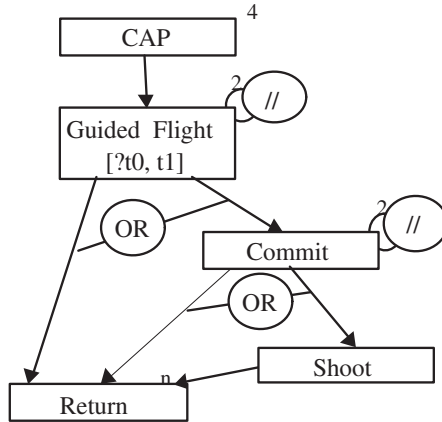 4
CAP
2
//
Guided Flight
[?t0, t1]
OR
2
//
Commit
OR
Shoot
n
Return